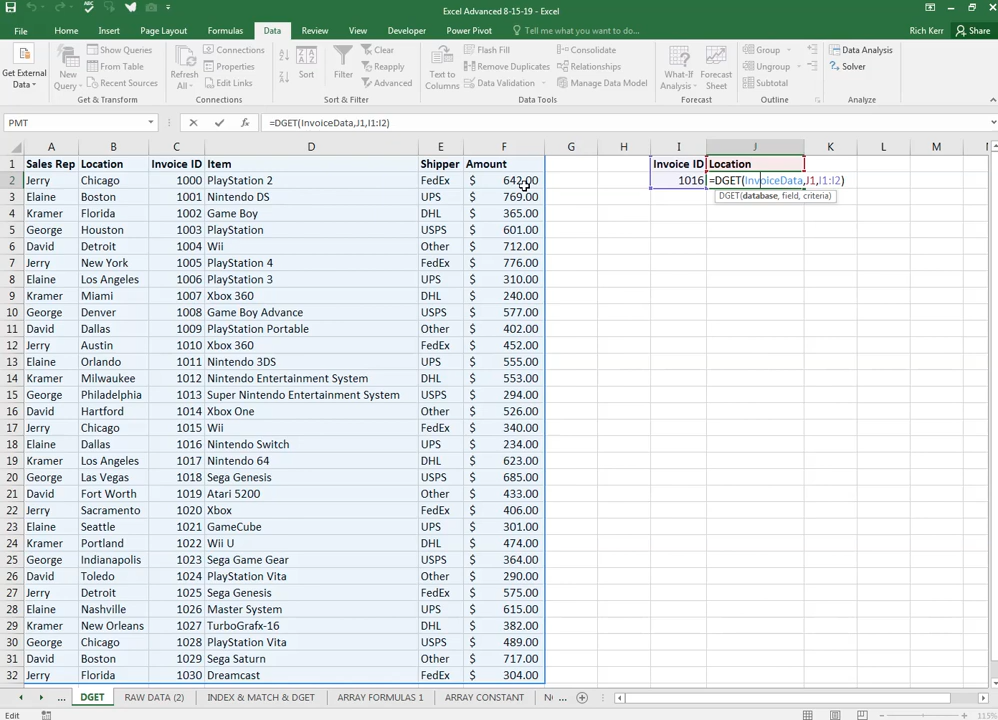 Excel Advanced 8-15-19 - Excel
File Home Insert Page Layout Formulas Data Review View Developer Power Pivot Tell me what you want to do... Rich Kerr Share
Get External Data
New Query
Show Queries
From Table
Recent Sources
Get & Transform
Refresh All
Connections
Properties
Edit Links
Connections
Sort
Filter
Clear
Reapply
Advanced
Sort & Filter
Text to Columns
Flash Fill
Remove Duplicates
Data Validation
Consolidate
Relationships
Manage Data Model
Data Tools
What-If Analysis
Forecast Sheet
Forecast
Group
Ungroup
Subtotal
Outline
Data Analysis
Solver
Analyze
PMT fx =DGET(InvoiceData,J1,I1:I2)
A B C D E F G H I J K L M N
1 Sales Rep Location Invoice ID Item Shipper Amount Invoice ID Location
2 Jerry Chicago 1000 PlayStation 2 FedEx $ 642.00 1016 =DGET(InvoiceData,J1,I1:I2)
DGET(database, field, criteria)
3 Elaine Boston 1001 Nintendo DS UPS $ 769.00
4 Kramer Florida 1002 Game Boy DHL $ 365.00
5 George Houston 1003 PlayStation USPS $ 601.00
6 David Detroit 1004 Wii Other $ 712.00
7 Jerry New York 1005 PlayStation 4 FedEx $ 776.00
8 Elaine Los Angeles 1006 PlayStation 3 UPS $ 310.00
9 Kramer Miami 1007 Xbox 360 DHL $ 240.00
10 George Denver 1008 Game Boy Advance USPS $ 577.00
11 David Dallas 1009 PlayStation Portable Other $ 402.00
12 Jerry Austin 1010 Xbox 360 FedEx $ 452.00
13 Elaine Orlando 1011 Nintendo 3DS UPS $ 555.00
14 Kramer Milwaukee 1012 Nintendo Entertainment System DHL $ 553.00
15 George Philadelphia 1013 Super Nintendo Entertainment System USPS $ 294.00
16 David Hartford 1014 Xbox One Other $ 526.00
17 Jerry Chicago 1015 Wii FedEx $ 340.00
18 Elaine Dallas 1016 Nintendo Switch UPS $ 234.00
19 Kramer Los Angeles 1017 Nintendo 64 DHL $ 623.00
20 George Las Vegas 1018 Sega Genesis USPS $ 685.00
21 David Fort Worth 1019 Atari 5200 Other $ 433.00
22 Jerry Sacramento 1020 Xbox FedEx $ 406.00
23 Elaine Seattle 1021 GameCube UPS $ 301.00
24 Kramer Portland 1022 Wii U DHL $ 474.00
25 George Indianapolis 1023 Sega Game Gear USPS $ 364.00
26 David Toledo 1024 PlayStation Vita Other $ 290.00
27 Jerry Detroit 1025 Sega Genesis FedEx $ 575.00
28 Elaine Nashville 1026 Master System UPS $ 615.00
29 Kramer New Orleans 1027 TurboGrafx-16 DHL $ 382.00
30 George Chicago 1028 PlayStation Vita USPS $ 489.00
31 David Boston 1029 Sega Saturn Other $ 717.00
32 Jerry Florida 1030 Dreamcast FedEx $ 304.00
... DGET RAW DATA (2) INDEX & MATCH & DGET ARRAY FORMULAS 1 ARRAY CONSTANT ...
Edit 115%